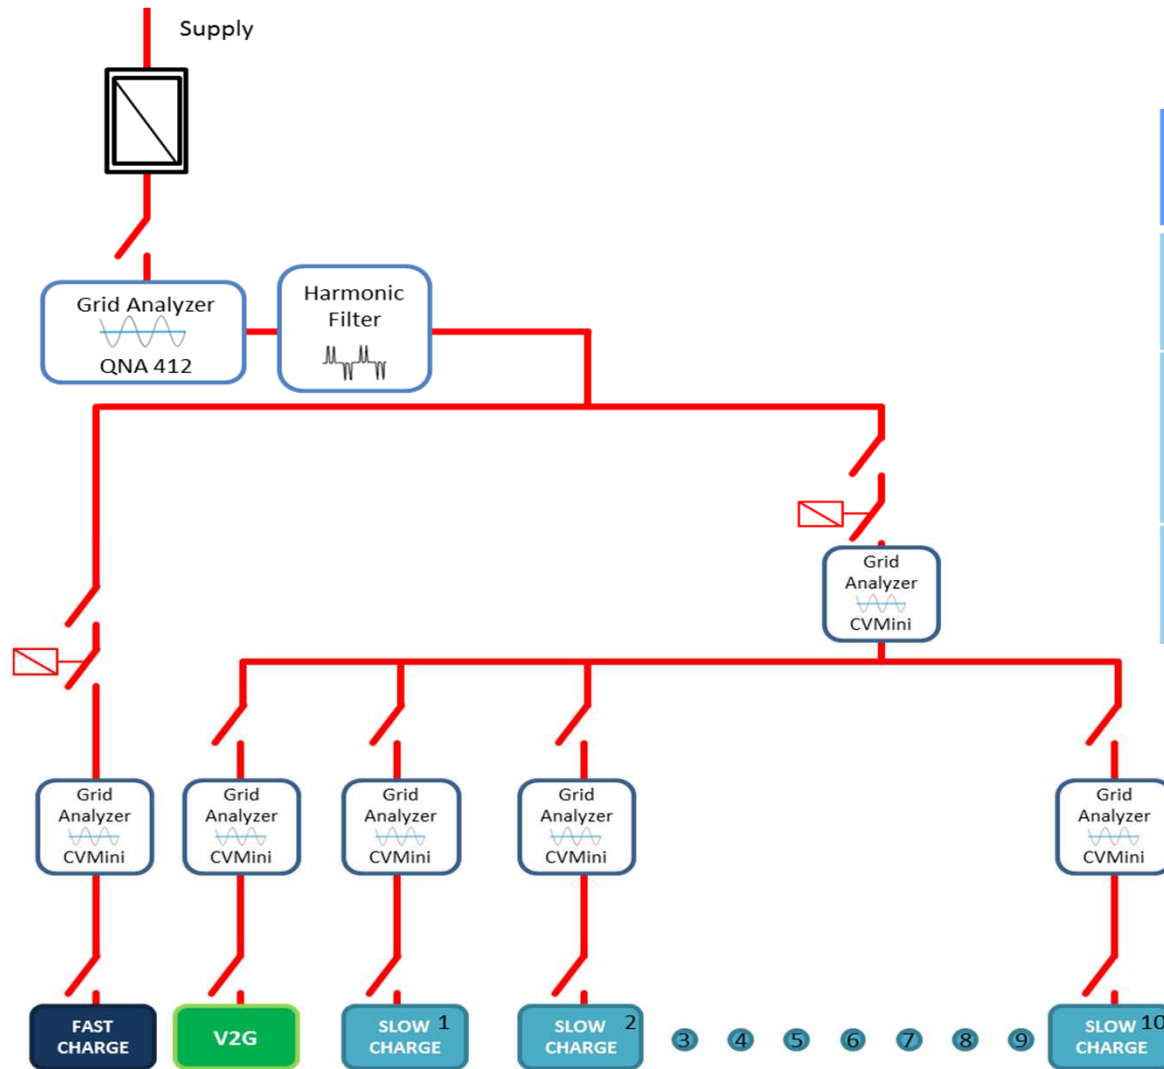 Supply
Grid Analyzer
QNA 412
Harmonic
Filter
Grid
Analyzer
CVMini
Grid
Analyzer
CVMini
Grid
Analyzer
CVMini
Grid
Analyzer
CVMini
Grid
Analyzer
CVMini
Grid
Analyzer
CVMini
FAST
CHARGE
V2G
SLOW 1
CHARGE
SLOW 2
CHARGE
3 4 5 6 7 8 9
SLOW 10
CHARGE